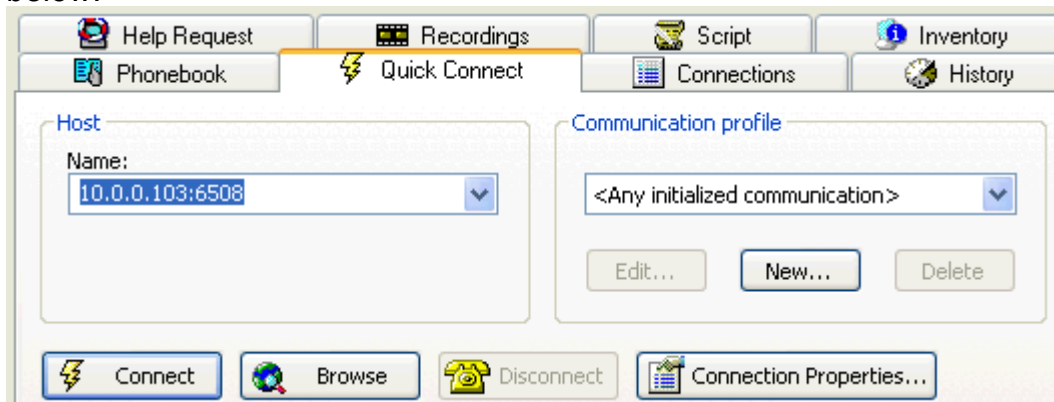 Help Request Recordings Script Inventory
Phonebook Quick Connect Connections History
Host Communication profile
Name:
10.0.0.103:6508 <Any initialized communication>
Edit... New... Delete
Connect Browse Disconnect Connection Properties...